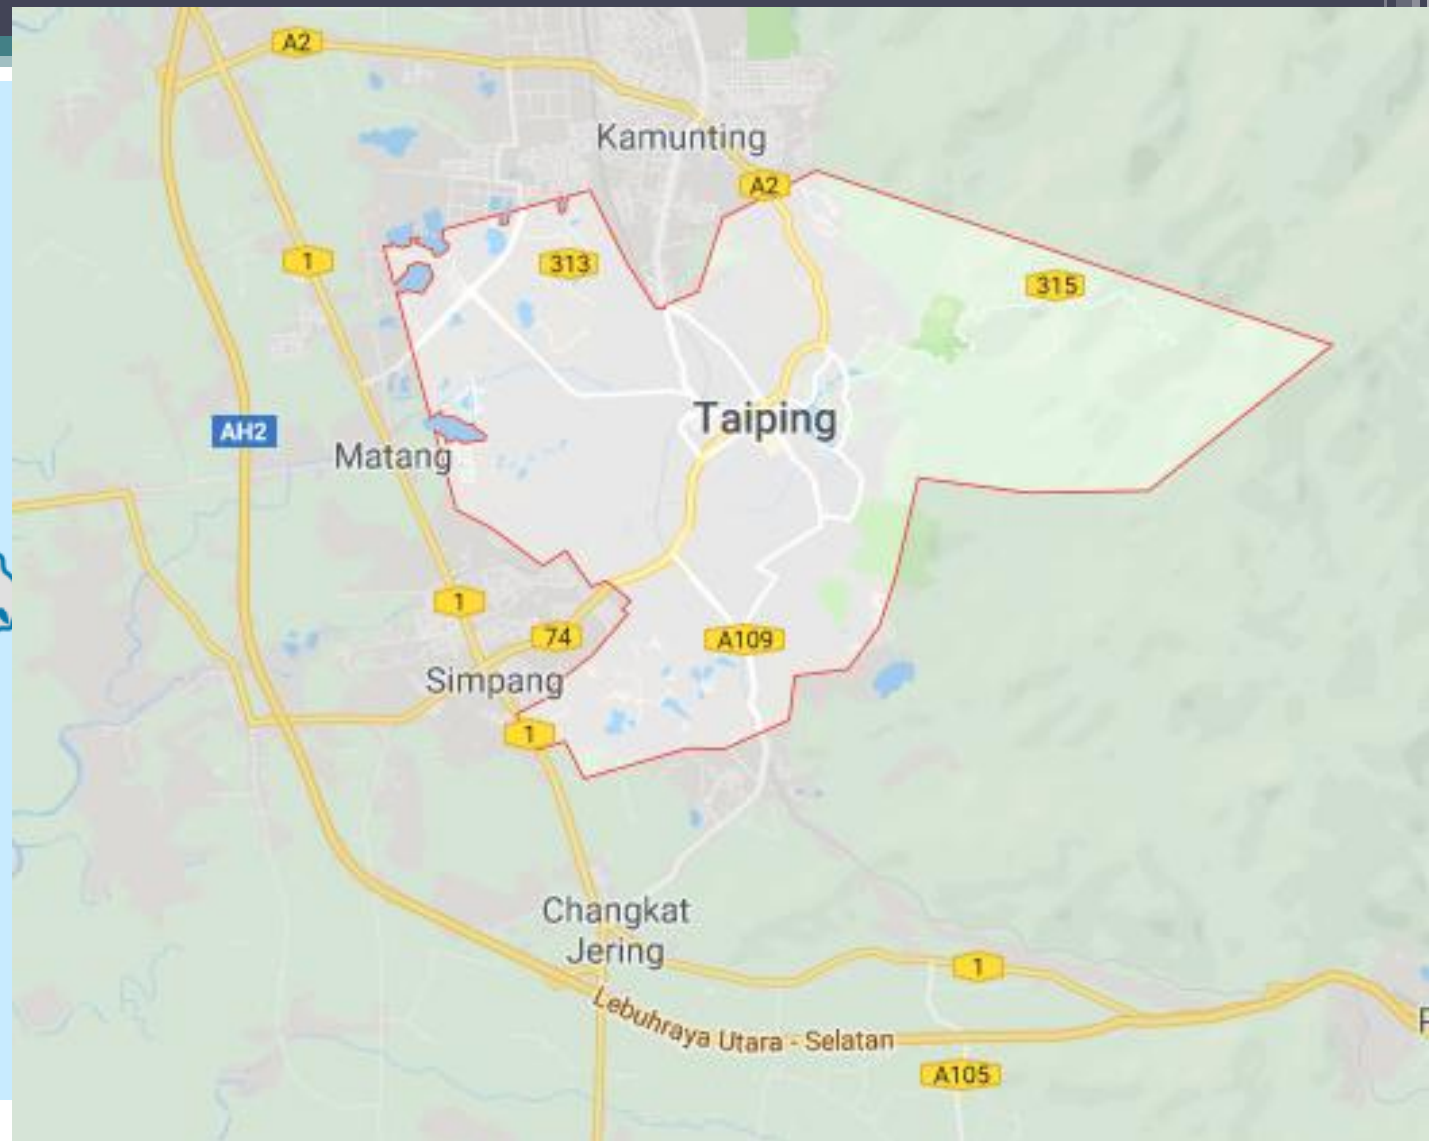 A2
Kamunting
A2
1
313
315
Taiping
AH2
Matang
1
74
A109
Simpang
1
Changkat
Jering
1
Lebuhraya Utara - Selatan
A105